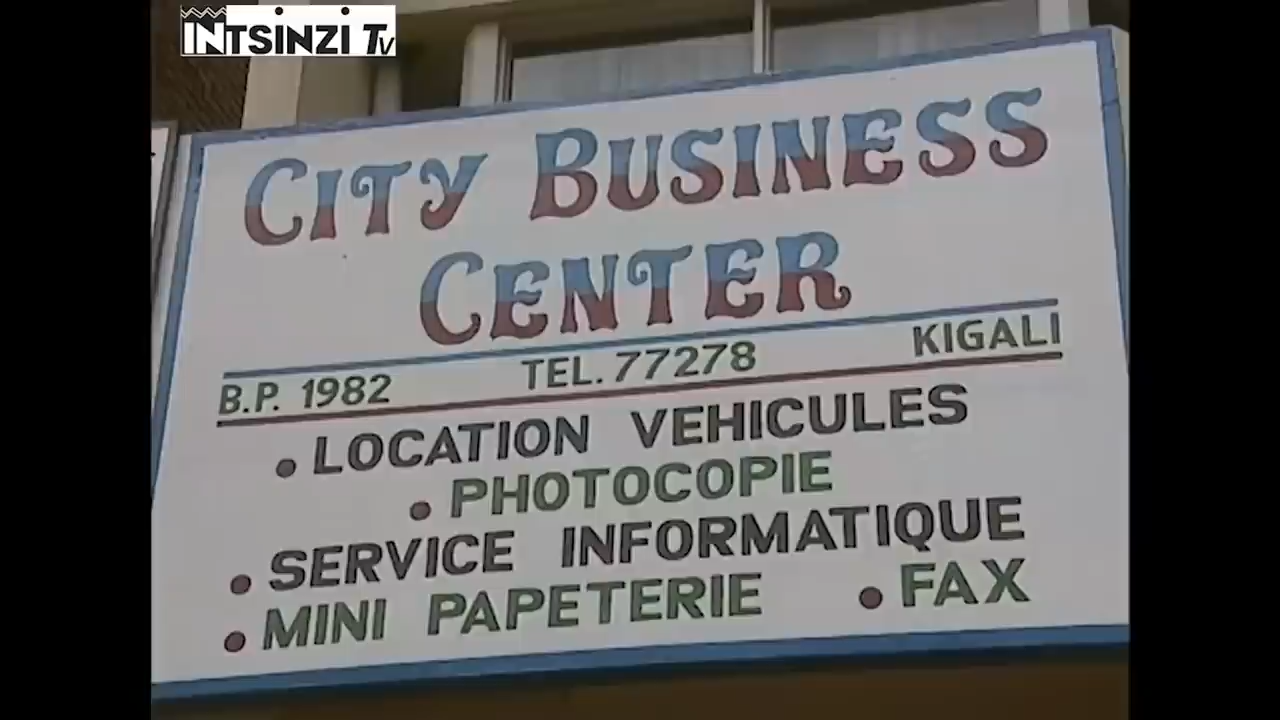 INTSINZI TV
CITY BUSINESS
CENTER
B.P. 1982 TEL. 77278 KIGALI
• LOCATION VEHICULES
• PHOTOCOPIE
• SERVICE INFORMATIQUE
• MINI PAPETERIE • FAX